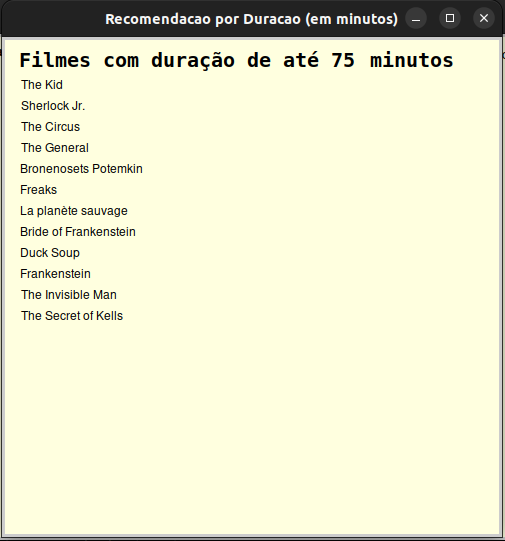 Recomendacao por Duracao (em minutos)
Filmes com duração de até 75 minutos
The Kid
Sherlock Jr.
The Circus
The General
Bronenosets Potemkin
Freaks
La planète sauvage
Bride of Frankenstein
Duck Soup
Frankenstein
The Invisible Man
The Secret of Kells